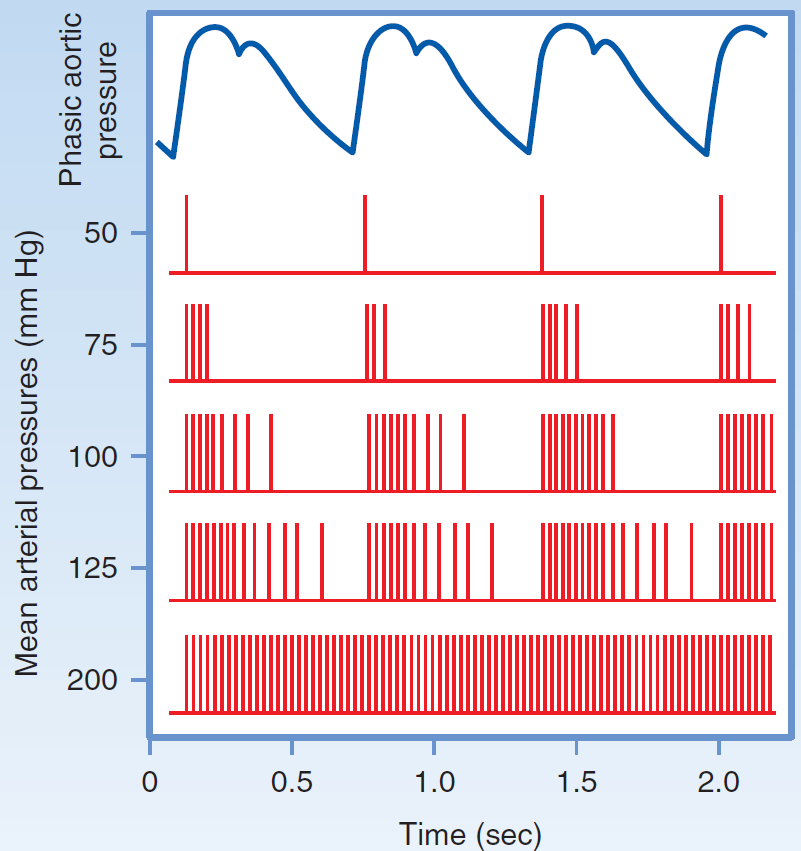 Phasic aortic
pressure
Mean arterial pressures (mm Hg)
50
75
100
125
200
0 0.5 1.0 1.5 2.0
Time (sec)